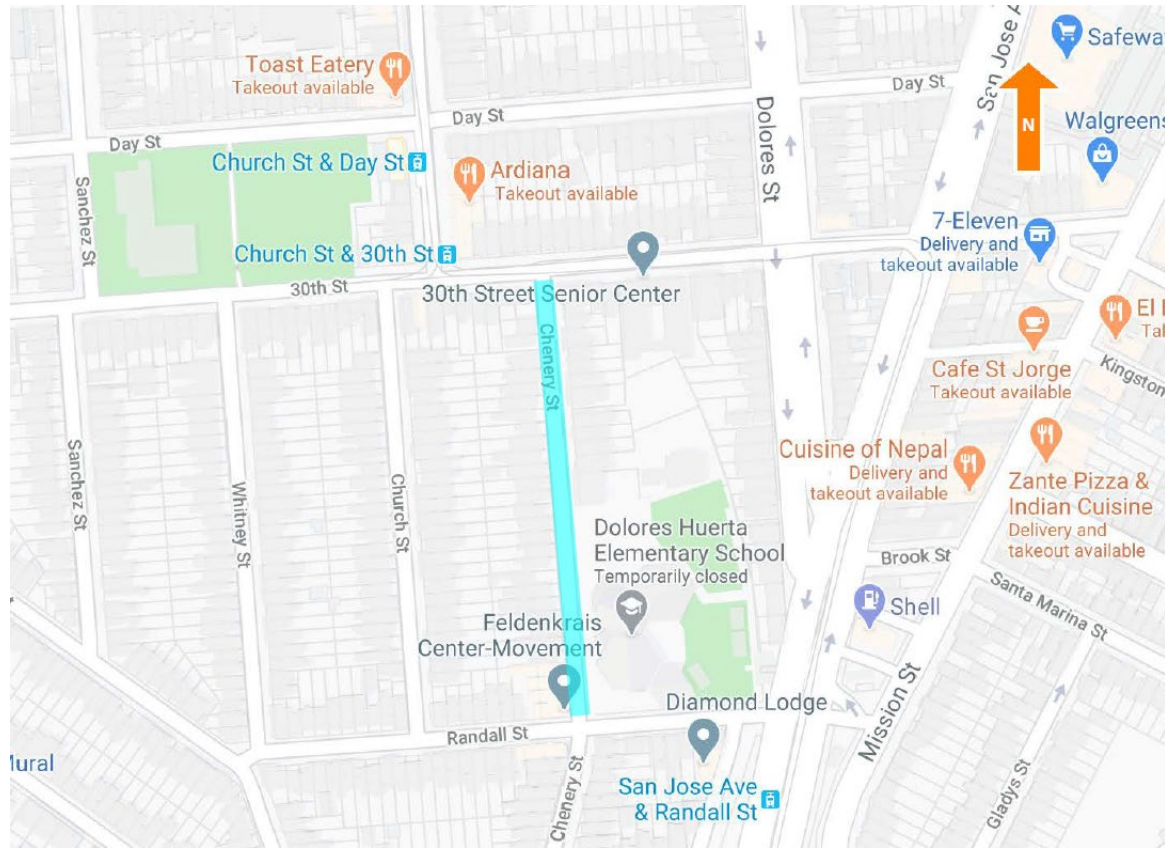 Toast Eatery
Takeout available
Safeway
San Jose A
N
Walgreens
Day St
Day St
Day St
Dolores St
Church St & Day St
Ardiana
Takeout available
Sanchez St
7-Eleven
Delivery and
takeout available
Church St & 30th St
30th St
30th Street Senior Center
El
Tak
Kingston
Chenery St
Cafe St Jorge
Takeout available
Sanchez St
Whitney St
Church St
Cuisine of Nepal
Delivery and
takeout available
Zante Pizza &
Indian Cuisine
Delivery and
takeout available
Dolores Huerta
Elementary School
Temporarily closed
Brook St
Santa Marina St
Shell
Feldenkrais
Center-Movement
Diamond Lodge
Randall St
Mission St
Mural
San Jose Ave
& Randall St
Chenery St
Gladys St